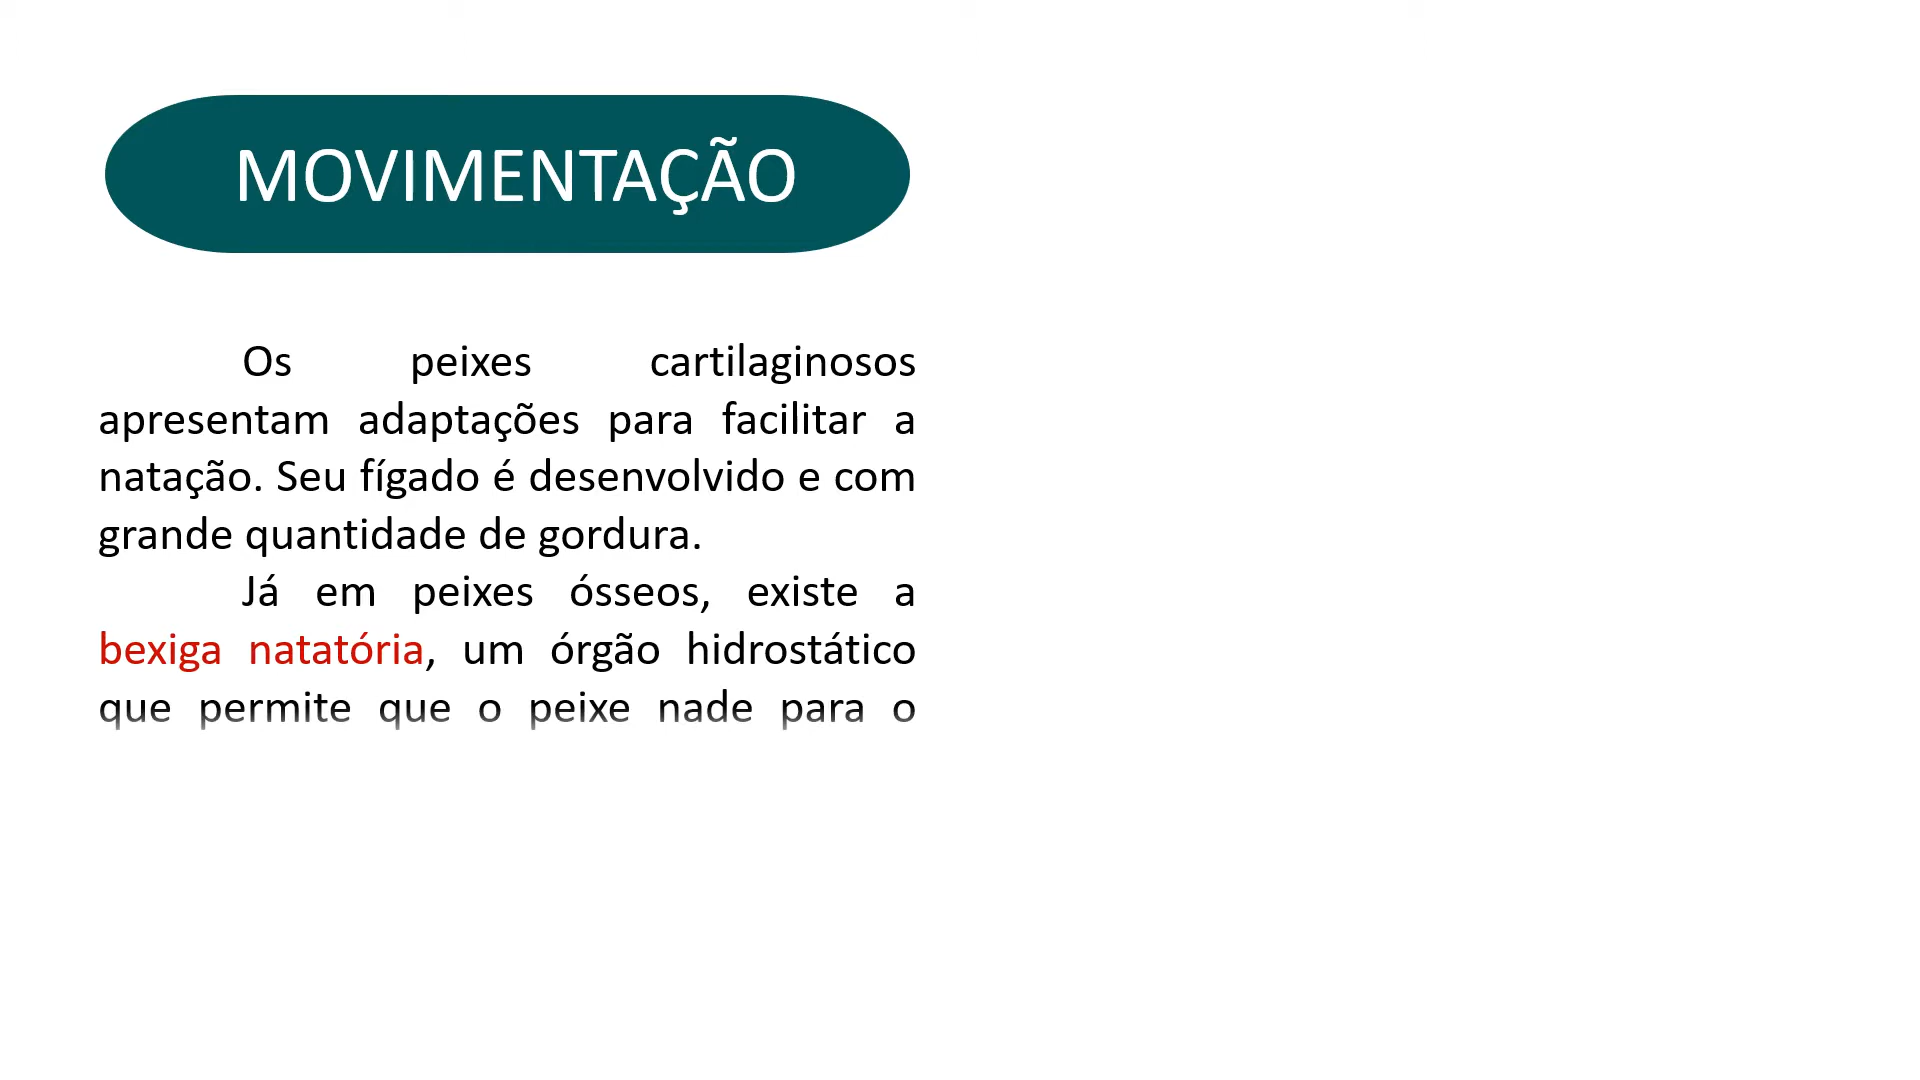 MOVIMENTAÇÃO
Os peixes cartilaginosos
apresentam adaptações para facilitar a
natação. Seu fígado é desenvolvido e com
grande quantidade de gordura.
Já em peixes ósseos, existe a
bexiga natatória, um órgão hidrostático
que permite que o peixe nade para o